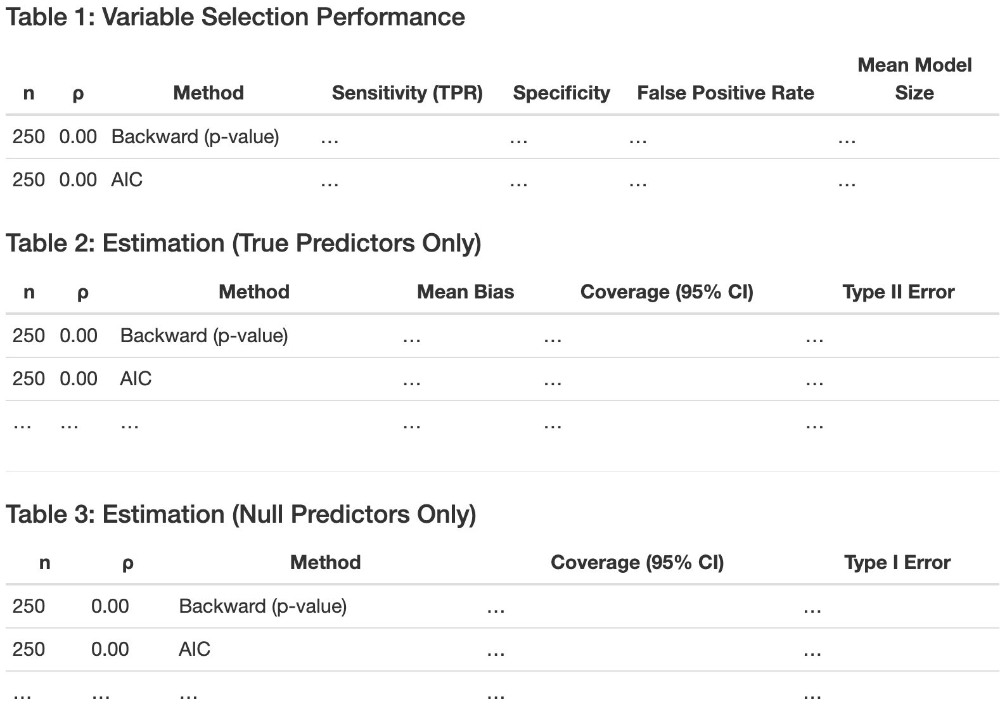 Table 1: Variable Selection Performance
n ρ Method Sensitivity (TPR) Specificity False Positive Rate Mean Model Size
250 0.00 Backward (p-value) ... ... ... ...
250 0.00 AIC ... ... ... ...
Table 2: Estimation (True Predictors Only)
n ρ Method Mean Bias Coverage (95% CI) Type II Error
250 0.00 Backward (p-value) ... ... ...
250 0.00 AIC ... ... ...
... ... ... ... ... ...
Table 3: Estimation (Null Predictors Only)
n ρ Method Coverage (95% CI) Type I Error
250 0.00 Backward (p-value) ... ...
250 0.00 AIC ... ...
... ... ... ... ...